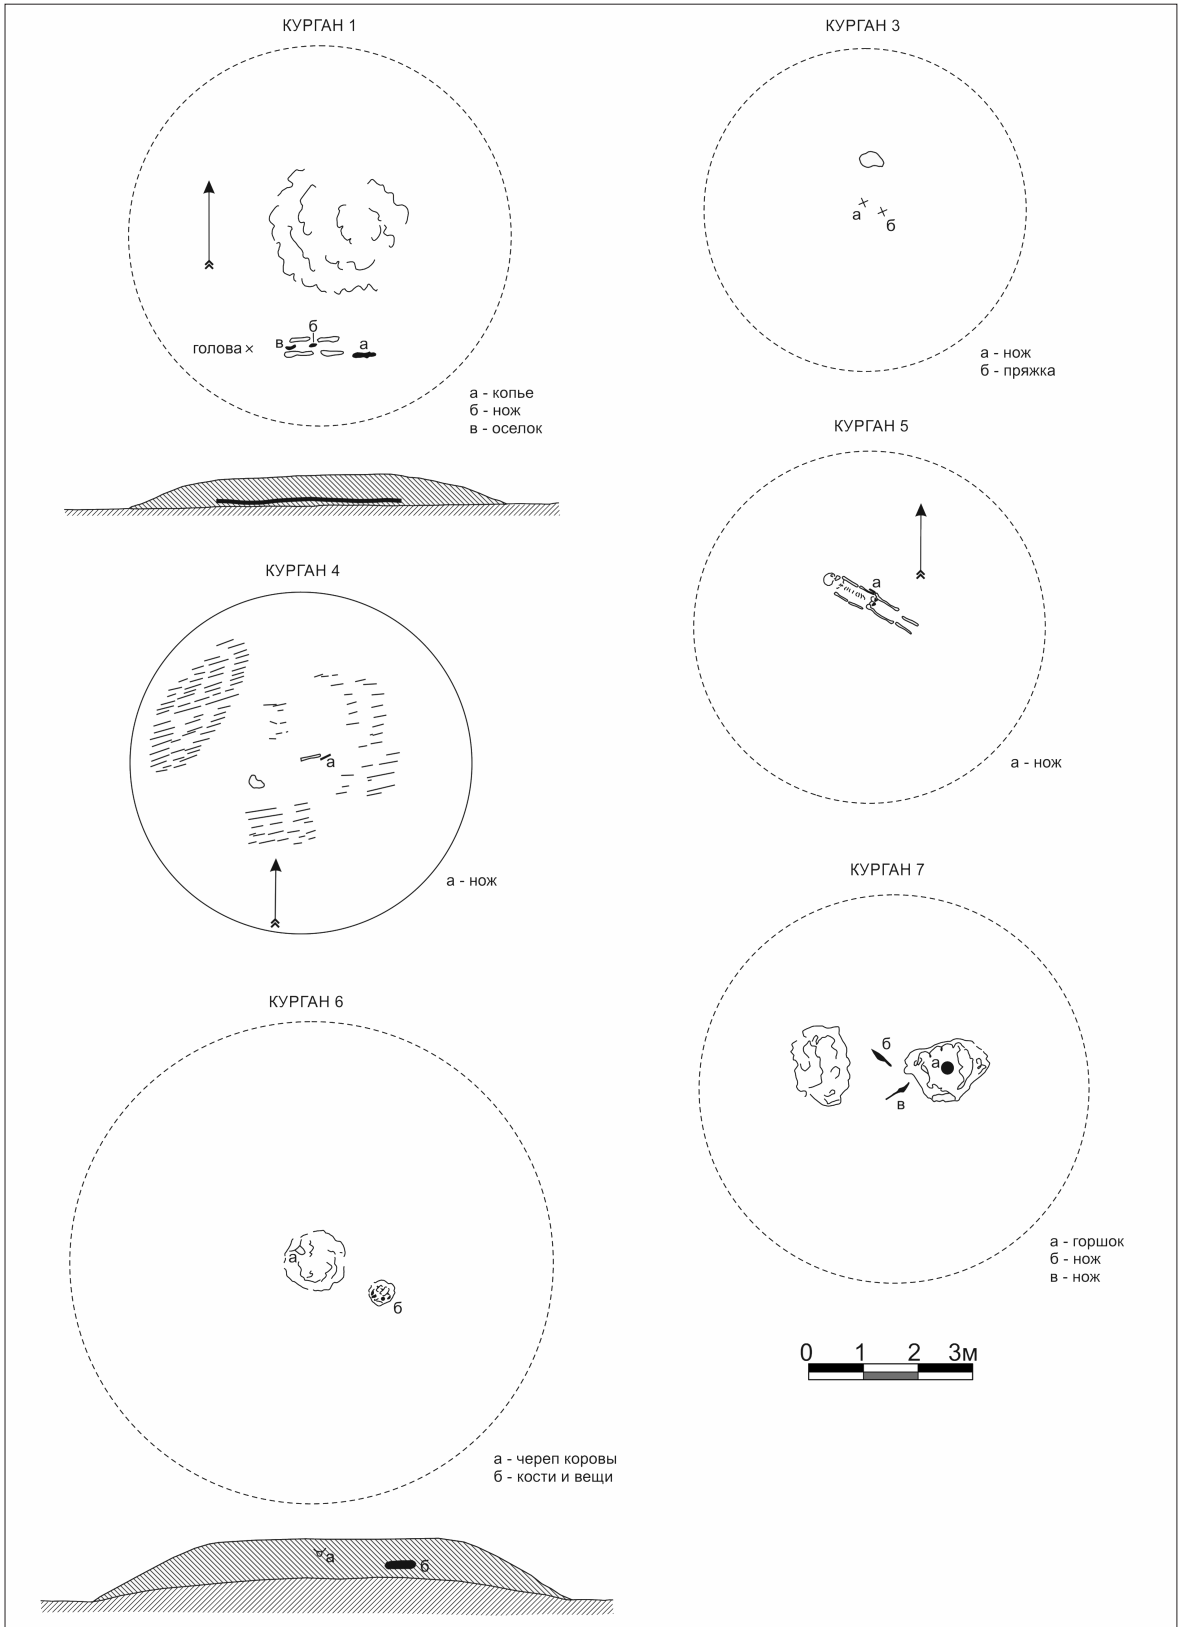 КУРГАН 1
б
в
а
голова
а - копье
б - нож
в - оселок
КУРГАН 3
а
б
а - нож
б - пряжка
КУРГАН 4
а
а - нож
КУРГАН 5
а
а - нож
КУРГАН 6
а
б
а - череп коровы
б - кости и вещи
а
б
КУРГАН 7
б
а
в
а - горшок
б - нож
в - нож
0 1 2 3м